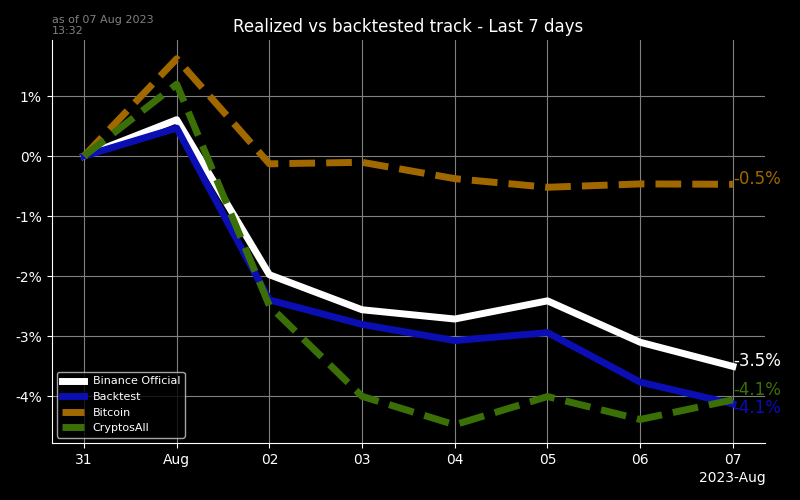 as of 07 Aug 2023
13:32
Realized vs backtested track - Last 7 days
1%
0%
-1%
-2%
-3%
-4%
-0.5%
-3.5%
-4.1%
-4.1%
Binance Official
Backtest
Bitcoin
CryptosAll
31 Aug 02 03 04 05 06 07
2023-Aug